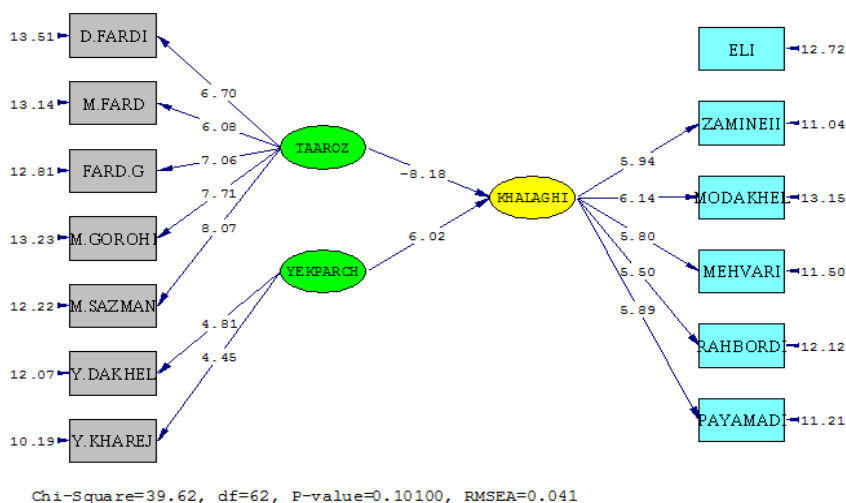 13.51 D.FARDI
13.14 M.FARD
12.81 FARD.G
13.23 M.GOROHI
12.22 M.SAZMAN
12.07 Y.DAKHEL
10.19 Y.KHAREJ
6.70
6.08
7.06
7.71
8.07
4.81
4.45
TAAROZ
YEKPARCH
-8.18
6.02
KHALAGHI
5.94
6.14
5.80
5.50
5.89
ELI 12.72
ZAMINEII 11.04
MODAKHEL 13.15
MEHVARI 11.50
RAHBORDI 12.12
PAYAMADI 11.21
Chi-Square=39.62, df=62, P-value=0.10100, RMSEA=0.041